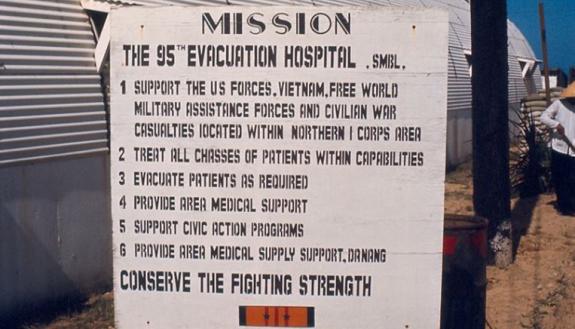 MISSION
THE 95TH EVACUATION HOSPITAL .SMBL.
1 SUPPORT THE US FORCES.VIETNAM.FREE WORLD
MILITARY ASSISTANCE FORCES AND CIVILIAN WAR
CASUALTIES LOCATED WITHIN NORTHERN I CORPS AREA
2 TREAT ALL CHASSES OF PATIENTS WITHIN CAPABILITIES
3 EVACUATE PATIENTS AS REQUIRED
4 PROVIDE AREA MEDICAL SUPPORT
5 SUPPORT CIVIC ACTION PROGRAMS
6 PROVIDE AREA MEDICAL SUPPLY SUPPORT.DANANG
CONSERVE THE FIGHTING STRENGTH